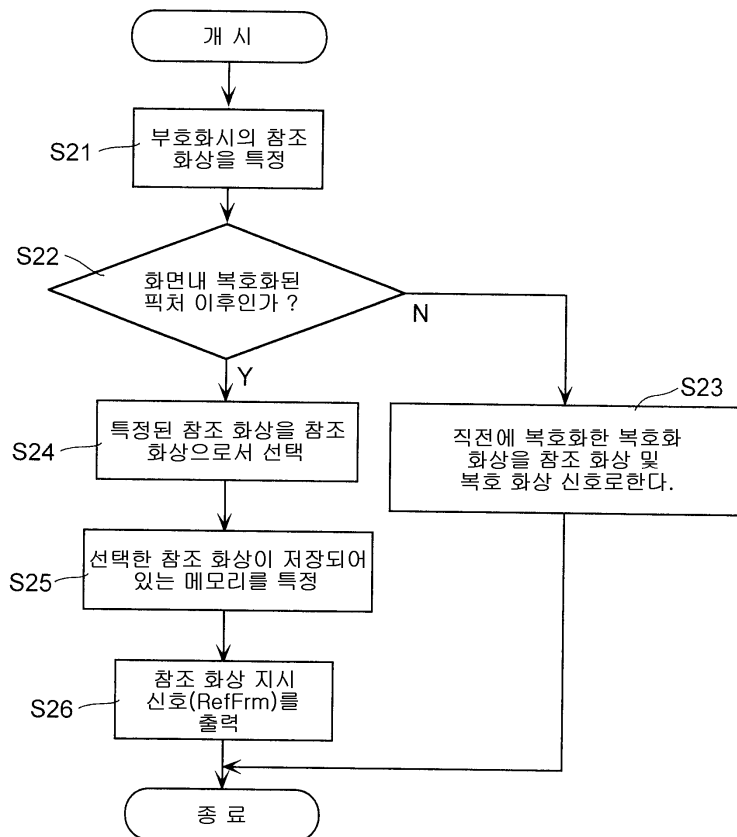 개 시
S21
부호화시의 참조
화상을 특정
S22
화면내 복호화된
픽처 이후인가 ?
N
Y
S23
직전에 복호화한 복호화
화상을 참조 화상 및
복호 화상 신호로한다.
S24
특정된 참조 화상을 참조
화상으로서 선택
S25
선택한 참조 화상이 저장되어
있는 메모리를 특정
S26
참조 화상 지시
신호(RefFrm)를
출력
종 료